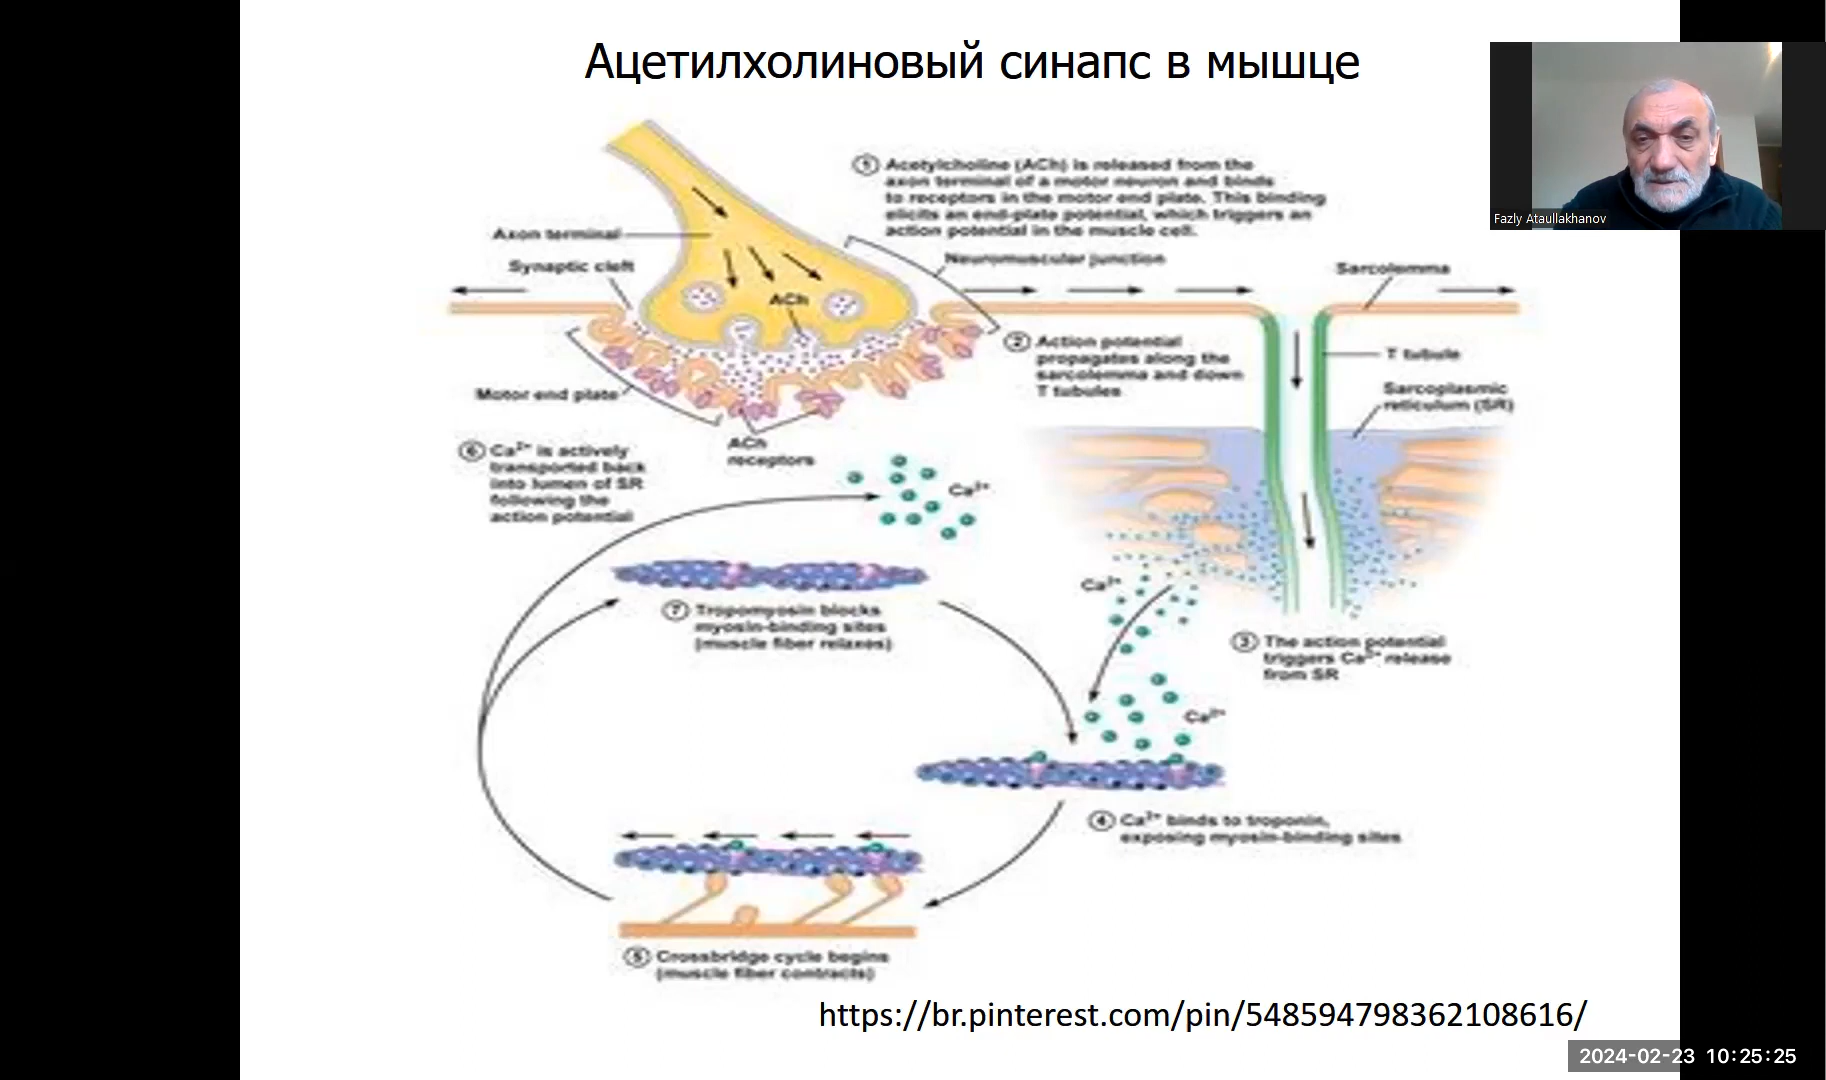 Ацетилхолиновый синапс в мышце
Fazly Ataullakhanov
① Acetylcholine (ACh) is released from the
axon terminal of a motor neuron and binds
to receptors in the motor end plate. This binding
elicits an end-plate potential, which triggers an
action potential in the muscle cell.
Axon terminal
Synaptic cleft
Neuromuscular junction
Sarcolemma
ACh
② Action potential
propagates along the
sarcolemma and down
T tubules
T tubule
Sarcoplasmic
reticulum (SR)
Motor end plate
ACh
receptors
⑥ Ca²⁺ is actively
transported back
into lumen of SR
following the
action potential
Ca²⁺
Ca²⁺
⑦ Tropomyosin blocks
myosin-binding sites
(muscle fiber relaxes)
③ The action potential
triggers Ca²⁺ release
from SR
Ca²⁺
④ Ca²⁺ binds to troponin,
exposing myosin-binding sites
⑤ Crossbridge cycle begins
(muscle fiber contracts)
https://br.pinterest.com/pin/548594798362108616/
2024-02-23 10:25:25